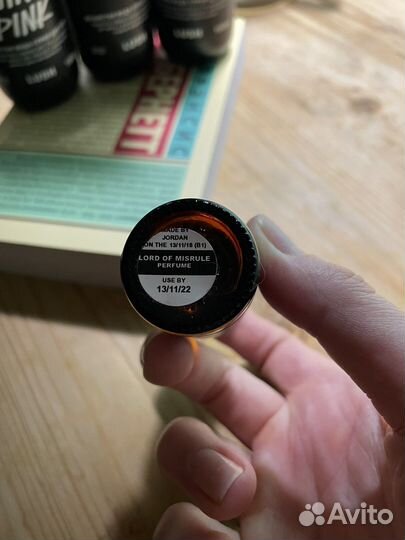 PINK
LUSH
LUSH
MADE BY
JORDAN
ON THE 13/11/18 (B1)
LORD OF MISRULE
PERFUME
USE BY
13/11/22
Avito